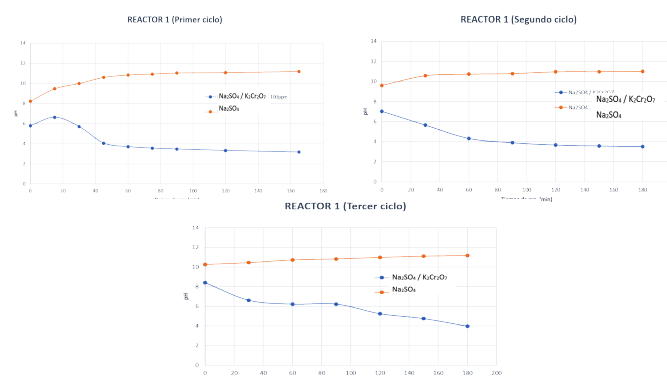 REACTOR 1 (Primer ciclo)
14
12
10
8
6
4
2
0
pH
Na₂SO₄ / K₂Cr₂O₇ 100ppm
Na₂SO₄
0 20 40 60 80 100 120 140 160 180
REACTOR 1 (Segundo ciclo)
14
12
10
8
6
4
2
0
pH
Na₂SO₄ /
Na₂SO₄ / K₂Cr₂O₇
Na₂SO₄
Na₂SO₄
0 20 40 60 80 100 120 140 160 180
REACTOR 1 (Tercer ciclo)
14
12
10
8
6
4
2
0
pH
Na₂SO₄ / K₂Cr₂O₇
Na₂SO₄
0 20 40 60 80 100 120 140 160 180 200